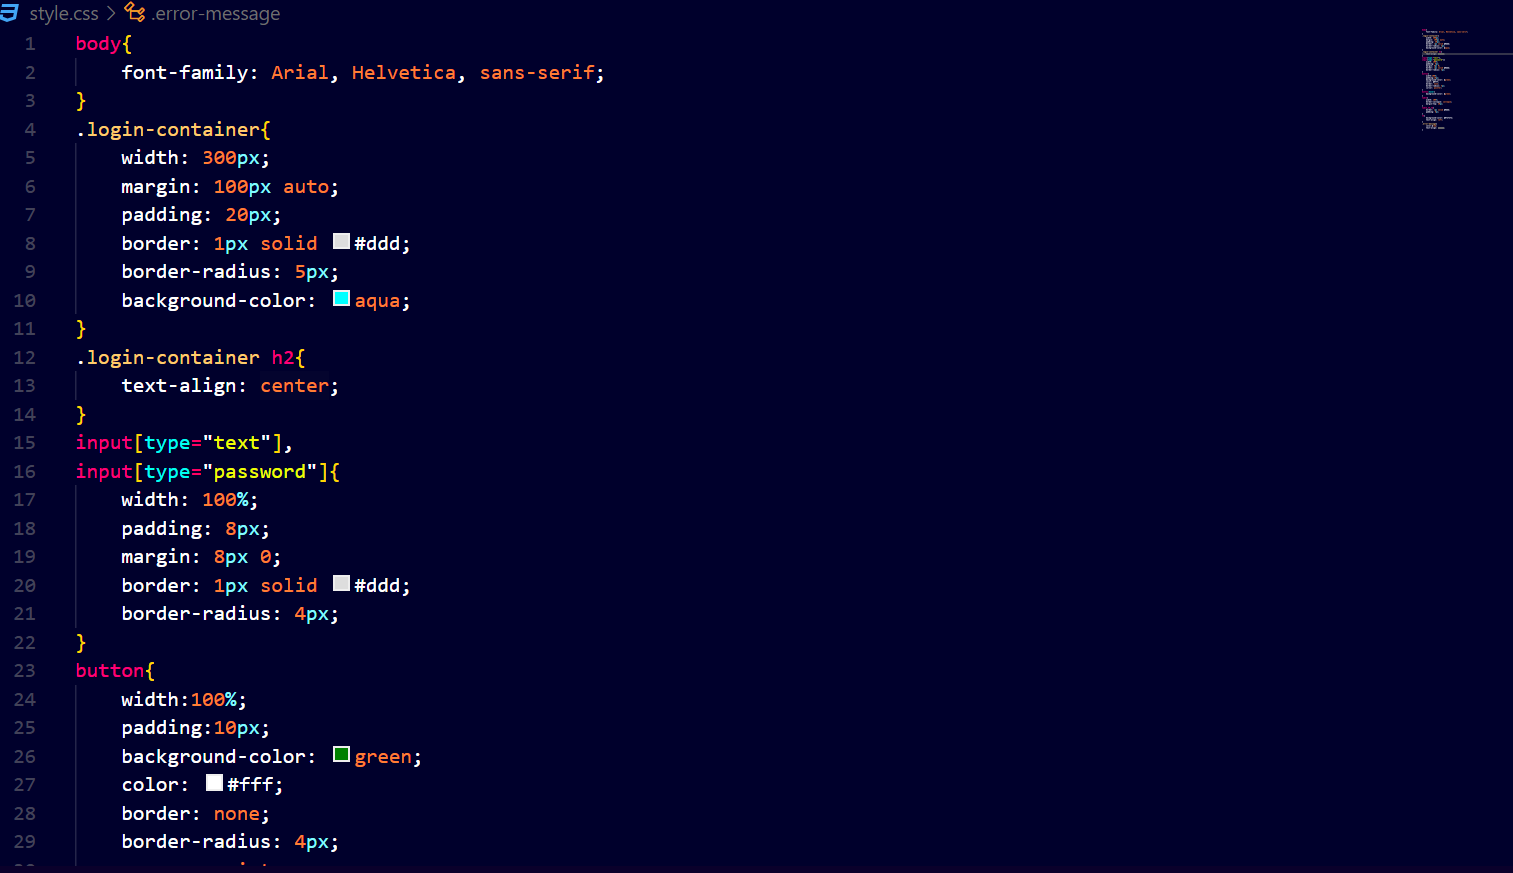 style.css > .error-message
1 body{
2 font-family: Arial, Helvetica, sans-serif;
3 }
4 .login-container{
5 width: 300px;
6 margin: 100px auto;
7 padding: 20px;
8 border: 1px solid #ddd;
9 border-radius: 5px;
10 background-color: aqua;
11 }
12 .login-container h2{
13 text-align: center;
14 }
15 input[type="text"],
16 input[type="password"]{
17 width: 100%;
18 padding: 8px;
19 margin: 8px 0;
20 border: 1px solid #ddd;
21 border-radius: 4px;
22 }
23 button{
24 width:100%;
25 padding:10px;
26 background-color: green;
27 color: #fff;
28 border: none;
29 border-radius: 4px;